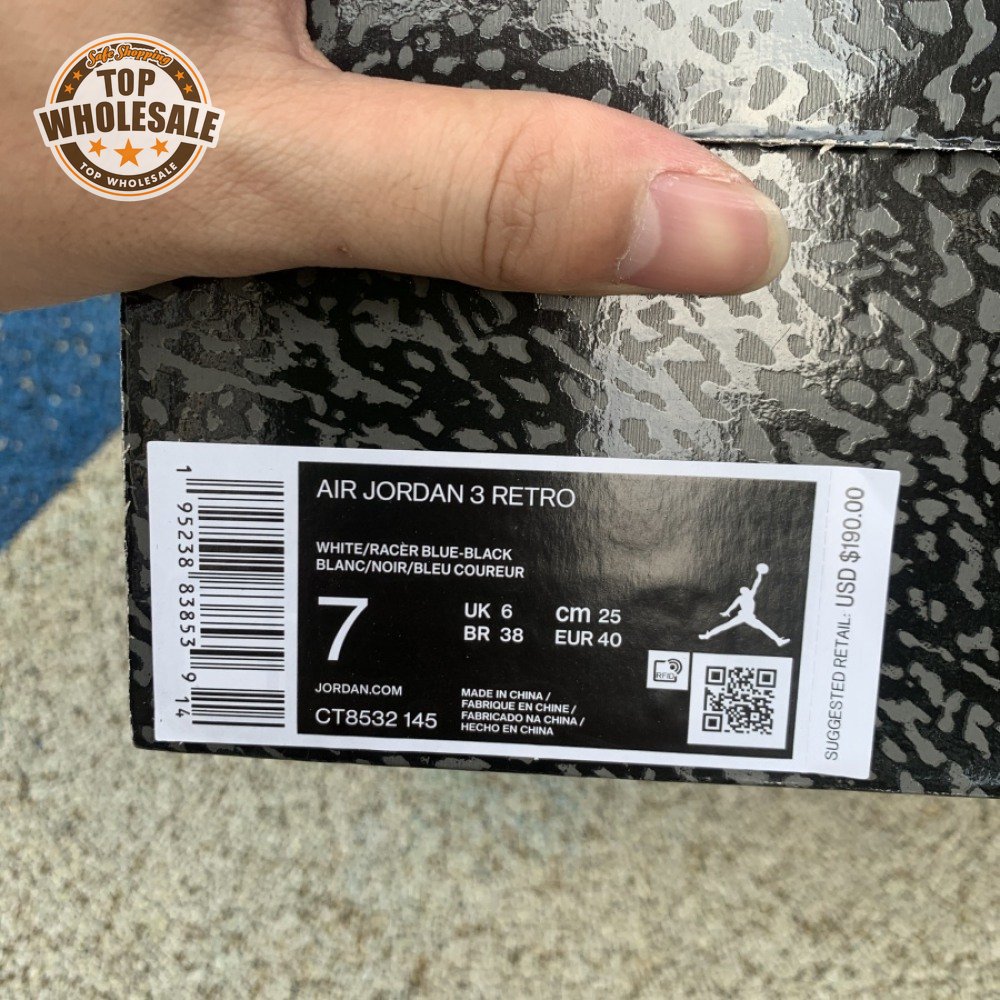 Safe Shopping
TOP
WHOLESALE
TOP WHOLESALE
1 95238 83853 9 14
AIR JORDAN 3 RETRO
WHITE/RACÈR BLUE-BLACK
BLANC/NOIR/BLEU COUREUR
7
UK 6
cm 25
BR 38
EUR 40
RFID
JORDAN.COM
CT8532 145
MADE IN CHINA /
FABRIQUE EN CHINE /
FABRICADO NA CHINA /
HECHO EN CHINA
SUGGESTED RETAIL: USD $190.00